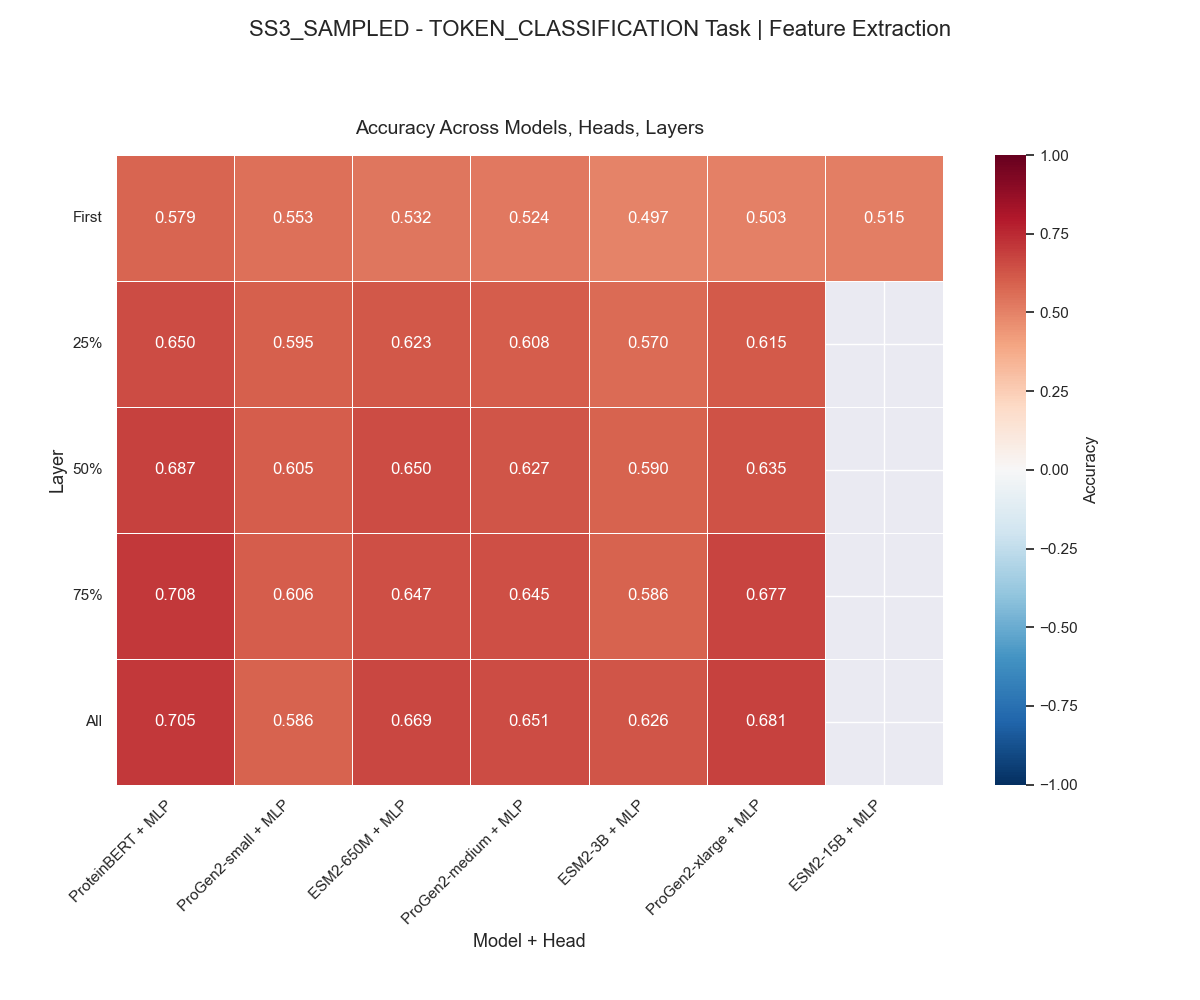 SS3_SAMPLED - TOKEN_CLASSIFICATION Task | Feature Extraction
Accuracy Across Models, Heads, Layers
First 0.579 0.553 0.532 0.524 0.497 0.503 0.515
25% 0.650 0.595 0.623 0.608 0.570 0.615
50% 0.687 0.605 0.650 0.627 0.590 0.635
75% 0.708 0.606 0.647 0.645 0.586 0.677
All 0.705 0.586 0.669 0.651 0.626 0.681
Layer
ProteinBERT + MLP
ProGen2-small + MLP
ESM2-650M + MLP
ProGen2-medium + MLP
ESM2-3B + MLP
ProGen2-xlarge + MLP
ESM2-15B + MLP
Model + Head
1.00
0.75
0.50
0.25
0.00
−0.25
−0.50
−0.75
−1.00
Accuracy